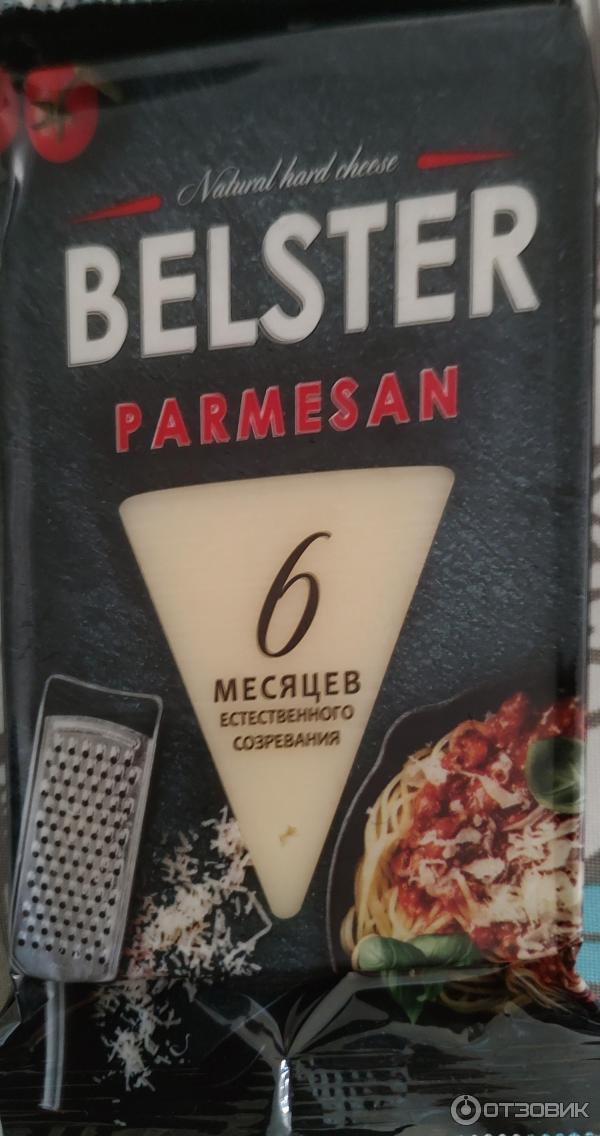 Natural hard cheese
BELSTER
PARMESAN
6
МЕСЯЦЕВ
ЕСТЕСТВЕННОГО
СОЗРЕВАНИЯ
ОТЗОВИК